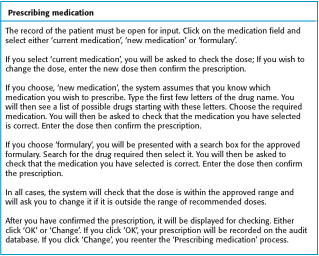 Prescribing medication
The record of the patient must be open for input. Click on the medication field and
select either ‘current medication’, ‘new medication’ or ‘formulary’.
If you select ‘current medication’, you will be asked to check the dose; If you wish to
change the dose, enter the new dose then confirm the prescription.
If you choose, ‘new medication’, the system assumes that you know which
medication you wish to prescribe. Type the first few letters of the drug name. You
will then see a list of possible drugs starting with these letters. Choose the required
medication. You will then be asked to check that the medication you have selected
is correct. Enter the dose then confirm the prescription.
If you choose ‘formulary’, you will be presented with a search box for the approved
formulary. Search for the drug required then select it. You will then be asked to
check that the medication you have selected is correct. Enter the dose then confirm
the prescription.
In all cases, the system will check that the dose is within the approved range and
will ask you to change it if it is outside the range of recommended doses.
After you have confirmed the prescription, it will be displayed for checking. Either
click ‘OK’ or ‘Change’. If you click ‘OK’, your prescription will be recorded on the audit
database. If you click ‘Change’, you reenter the ‘Prescribing medication’ process.